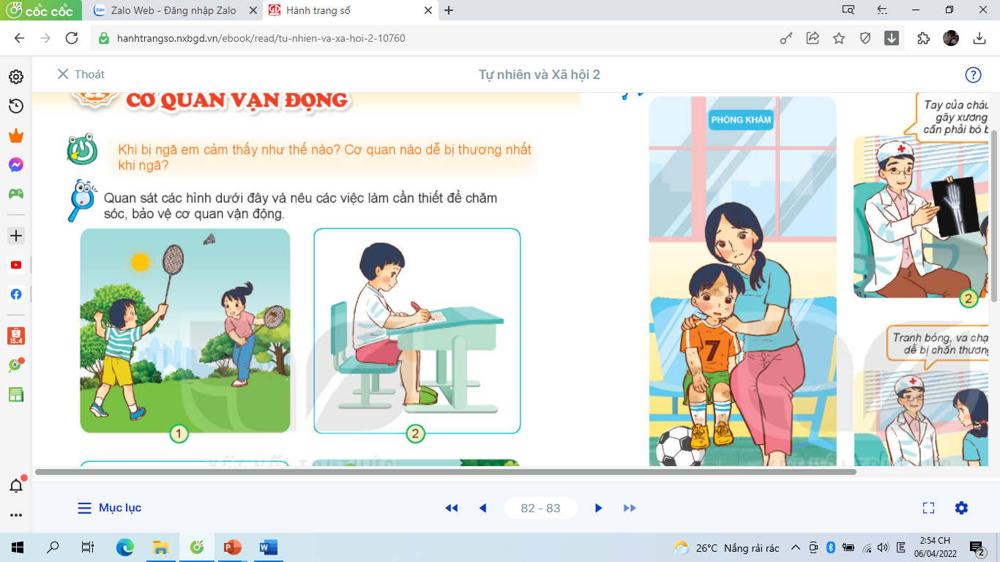 cốc cốc
Zalo Web - Đăng nhập Zalo
Hành trang số
hanhtrangso.nxbgd.vn/ebook/read/tu-nhien-va-xa-hoi-2-10760
Thoát
Tự nhiên và Xã hội 2
CƠ QUAN VẬN ĐỘNG
Khi bị ngã em cảm thấy như thế nào? Cơ quan nào dễ bị thương nhất
khi ngã?
Quan sát các hình dưới đây và nêu các việc làm cần thiết để chăm
sóc, bảo vệ cơ quan vận động.
1
2
PHÒNG KHÁM
7
Tay của cháu
gãy xương,
cần phải bó b
2
Tranh bóng, va chạ
dễ bị chấn thương
15.4
KẾT NỐI TRI THỨC
Mục lục
82 - 83
26°C Nắng rải rác
E
2:54 CH
06/04/2022
2